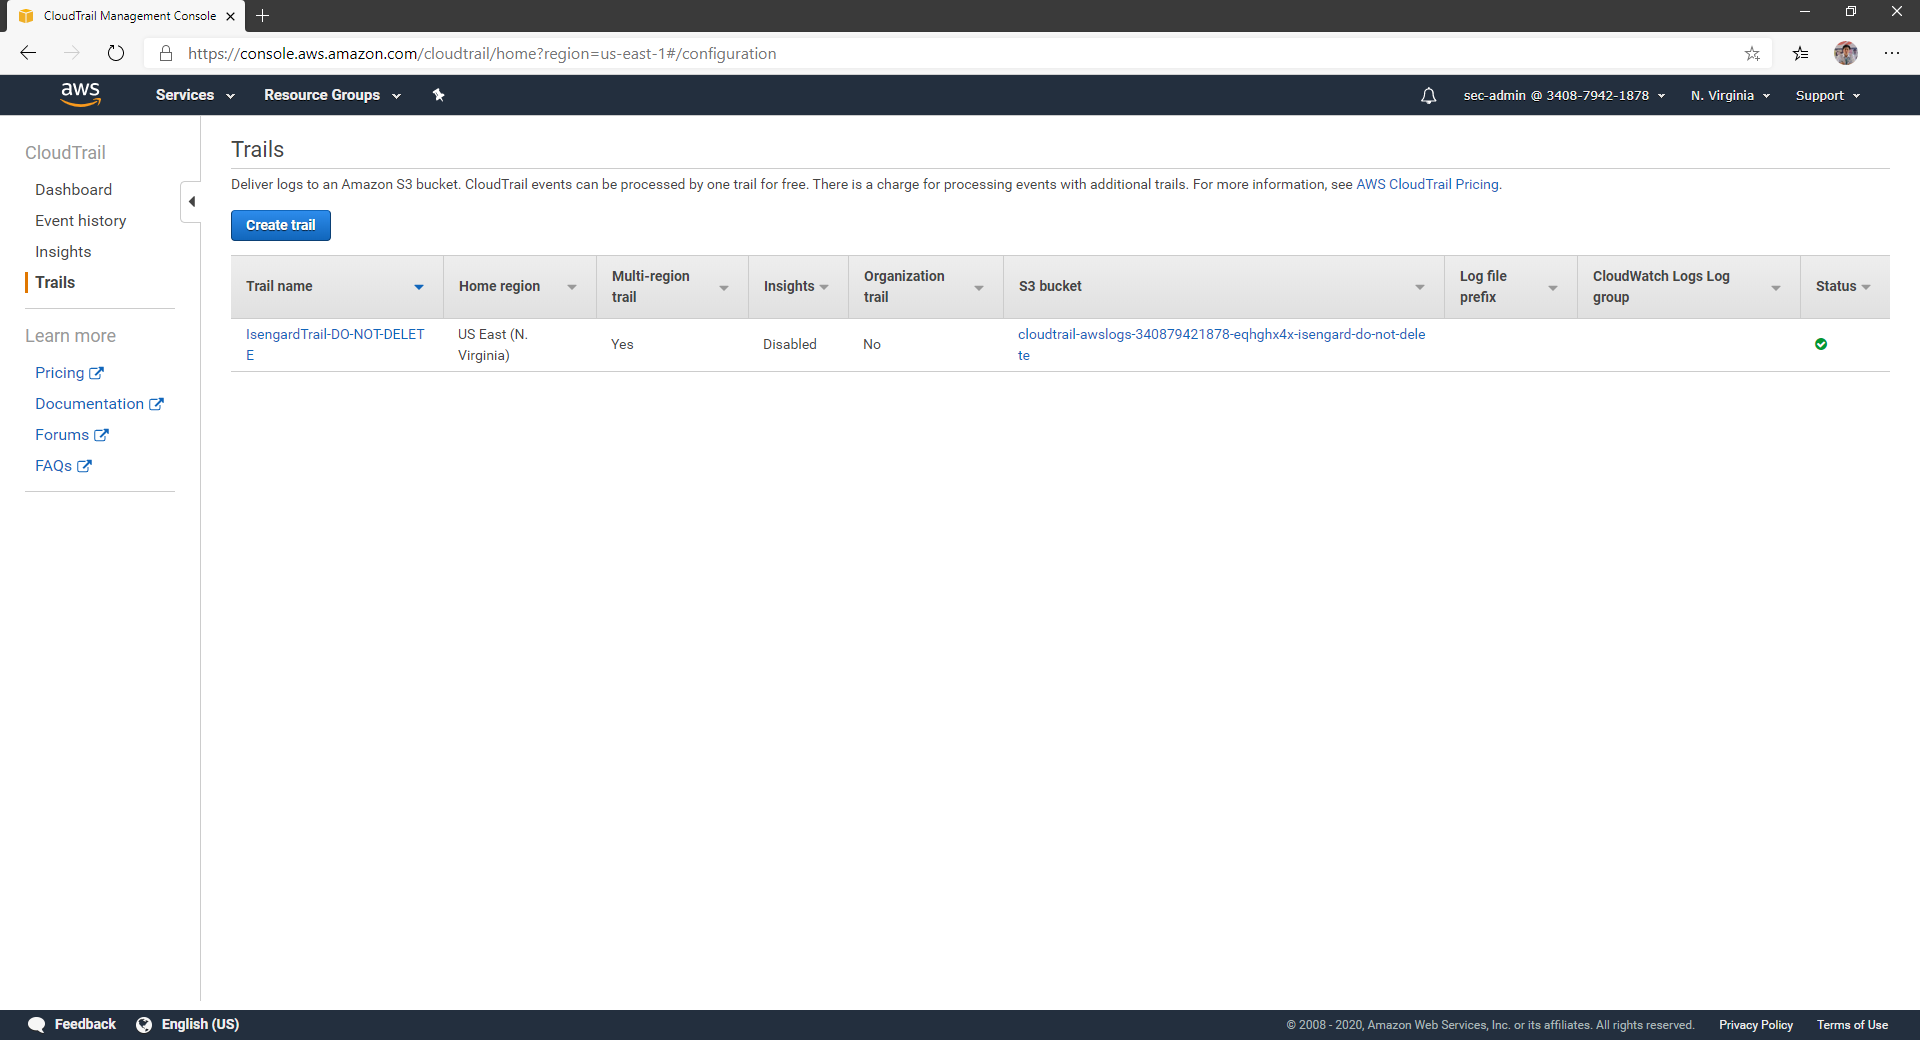 CloudTrail Management Console
https://console.aws.amazon.com/cloudtrail/home?region=us-east-1#/configuration
aws
Services
Resource Groups
sec-admin @ 3408-7942-1878
N. Virginia
Support
CloudTrail
Dashboard
Event history
Insights
Trails
Learn more
Pricing
Documentation
Forums
FAQs
Trails
Deliver logs to an Amazon S3 bucket. CloudTrail events can be processed by one trail for free. There is a charge for processing events with additional trails. For more information, see AWS CloudTrail Pricing.
Create trail
Trail name
Home region
Multi-region
trail
Insights
Organization
trail
S3 bucket
Log file
prefix
CloudWatch Logs Log
group
Status
IsengardTrail-DO-NOT-DELET
E
US East (N.
Virginia)
Yes
Disabled
No
cloudtrail-awslogs-340879421878-eqhghx4x-isengard-do-not-dele
te
Feedback
English (US)
© 2008 - 2020, Amazon Web Services, Inc. or its affiliates. All rights reserved.
Privacy Policy
Terms of Use